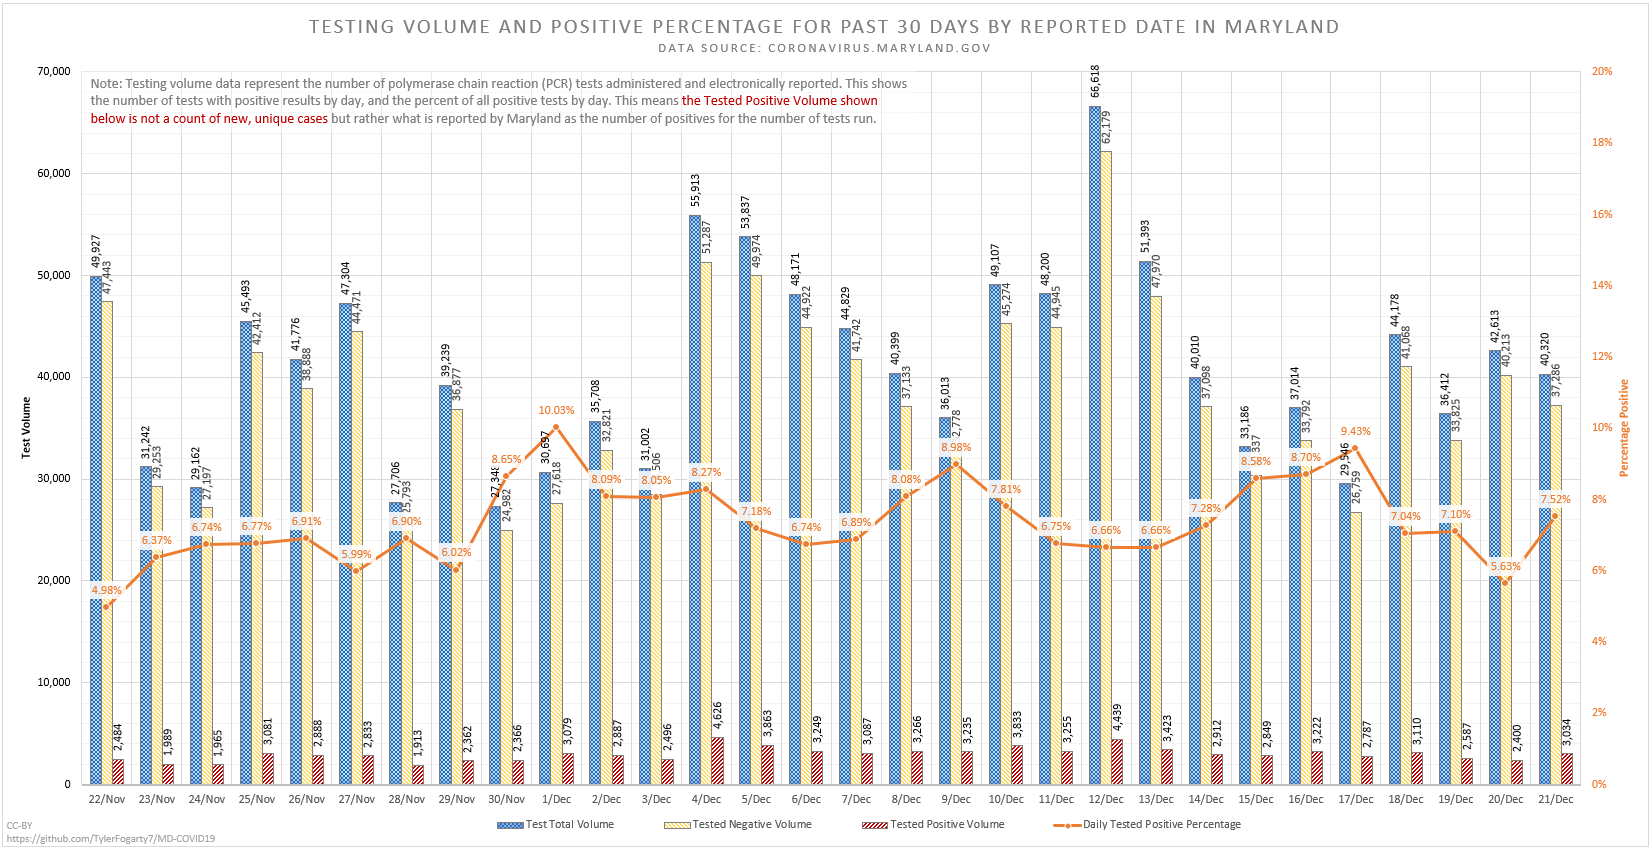 TESTING VOLUME AND POSITIVE PERCENTAGE FOR PAST 30 DAYS BY REPORTED DATE IN MARYLAND
DATA SOURCE: CORONAVIRUS.MARYLAND.GOV
Note: Testing volume data represent the number of polymerase chain reaction (PCR) tests administered and electronically reported. This shows
the number of tests with positive results by day, and the percent of all positive tests by day. This means the Tested Positive Volume shown
below is not a count of new, unique cases but rather what is reported by Maryland as the number of positives for the number of tests run.
Test Volume
70,000
60,000
50,000
40,000
30,000
20,000
10,000
0
Percentage Positive
20%
18%
16%
14%
12%
10%
8%
6%
4%
2%
0%
49,927 47,443 4.98% 2,484 22/Nov
31,242 29,253 6.37% 1,989 23/Nov
29,162 27,197 6.74% 1,965 24/Nov
45,493 42,412 6.77% 3,081 25/Nov
41,776 38,888 6.91% 2,888 26/Nov
47,304 44,471 5.99% 2,833 27/Nov
27,706 25,793 6.90% 1,913 28/Nov
39,239 36,877 6.02% 2,362 29/Nov
27,348 24,982 8.65% 2,366 30/Nov
30,697 27,618 10.03% 3,079 1/Dec
35,708 32,821 8.09% 2,887 2/Dec
31,002 506 8.05% 2,496 3/Dec
55,913 51,287 8.27% 4,626 4/Dec
53,837 49,974 7.18% 3,863 5/Dec
48,171 44,922 6.74% 3,249 6/Dec
44,829 41,742 6.89% 3,087 7/Dec
40,399 37,133 8.08% 3,266 8/Dec
36,013 2,778 8.98% 3,235 9/Dec
49,107 45,274 7.81% 3,833 10/Dec
48,200 44,945 6.75% 3,255 11/Dec
66,618 62,179 6.66% 4,439 12/Dec
51,393 47,970 6.66% 3,423 13/Dec
40,010 37,098 7.28% 2,912 14/Dec
33,186 337 8.58% 2,849 15/Dec
37,014 33,792 8.70% 3,222 16/Dec
29,546 26,759 9.43% 2,787 17/Dec
44,178 41,068 7.04% 3,110 18/Dec
36,412 33,825 7.10% 2,587 19/Dec
42,613 40,213 5.63% 2,400 20/Dec
40,320 37,286 7.52% 3,034 21/Dec
Test Total Volume
Tested Negative Volume
Tested Positive Volume
Daily Tested Positive Percentage
CC-BY
https://github.com/TylerFogarty7/MD-COVID19